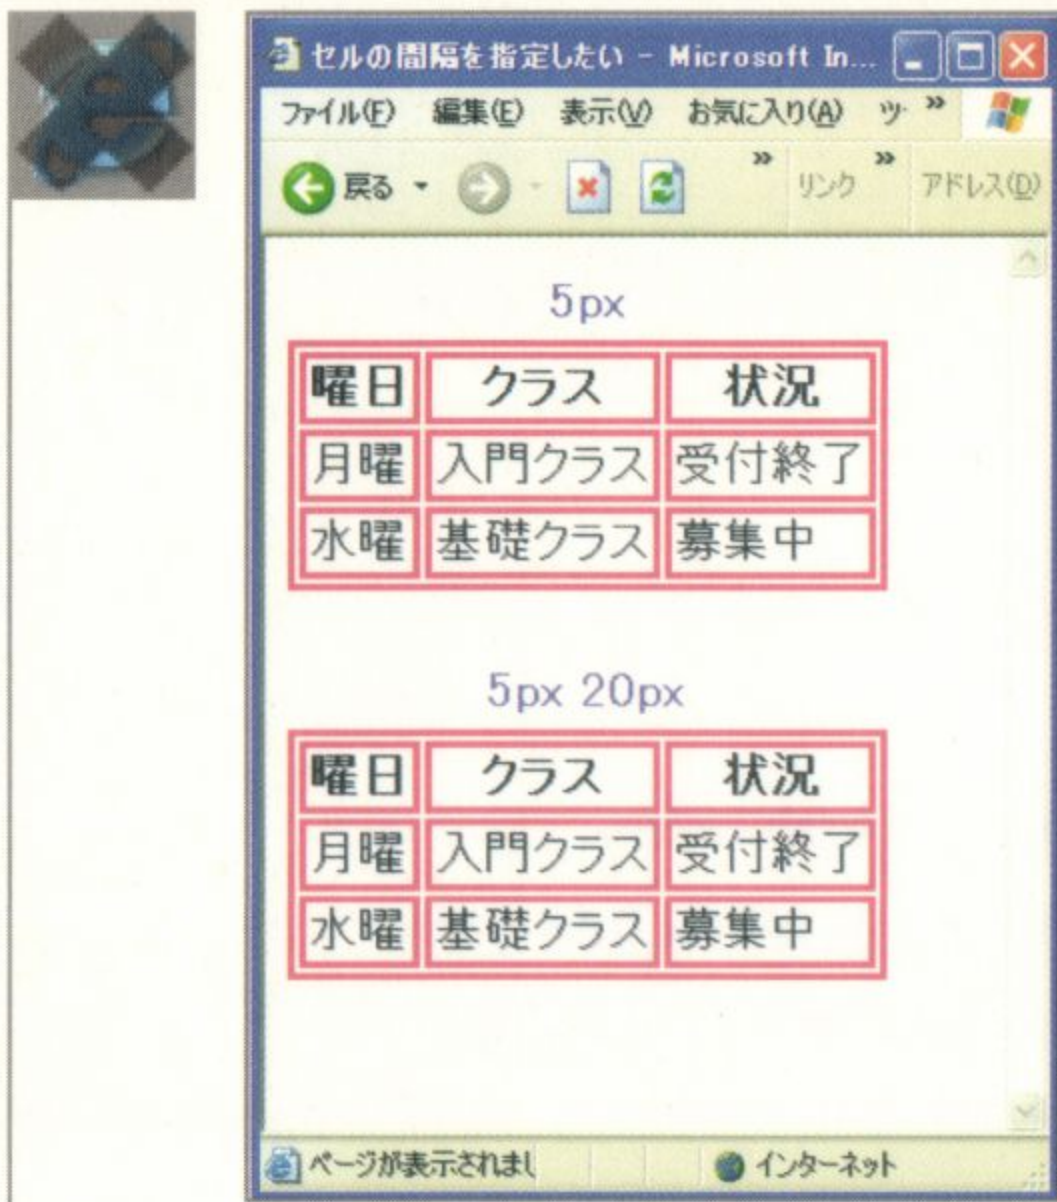 セルの間隔を指定したい - Microsoft In...
ファイル(F) 編集(E) 表示(V) お気に入り(A) ツ »
戻る » リンク » アドレス(D)
5px
曜日 クラス 状況
月曜 入門クラス 受付終了
水曜 基礎クラス 募集中
5px 20px
曜日 クラス 状況
月曜 入門クラス 受付終了
水曜 基礎クラス 募集中
ページが表示されまし インターネット